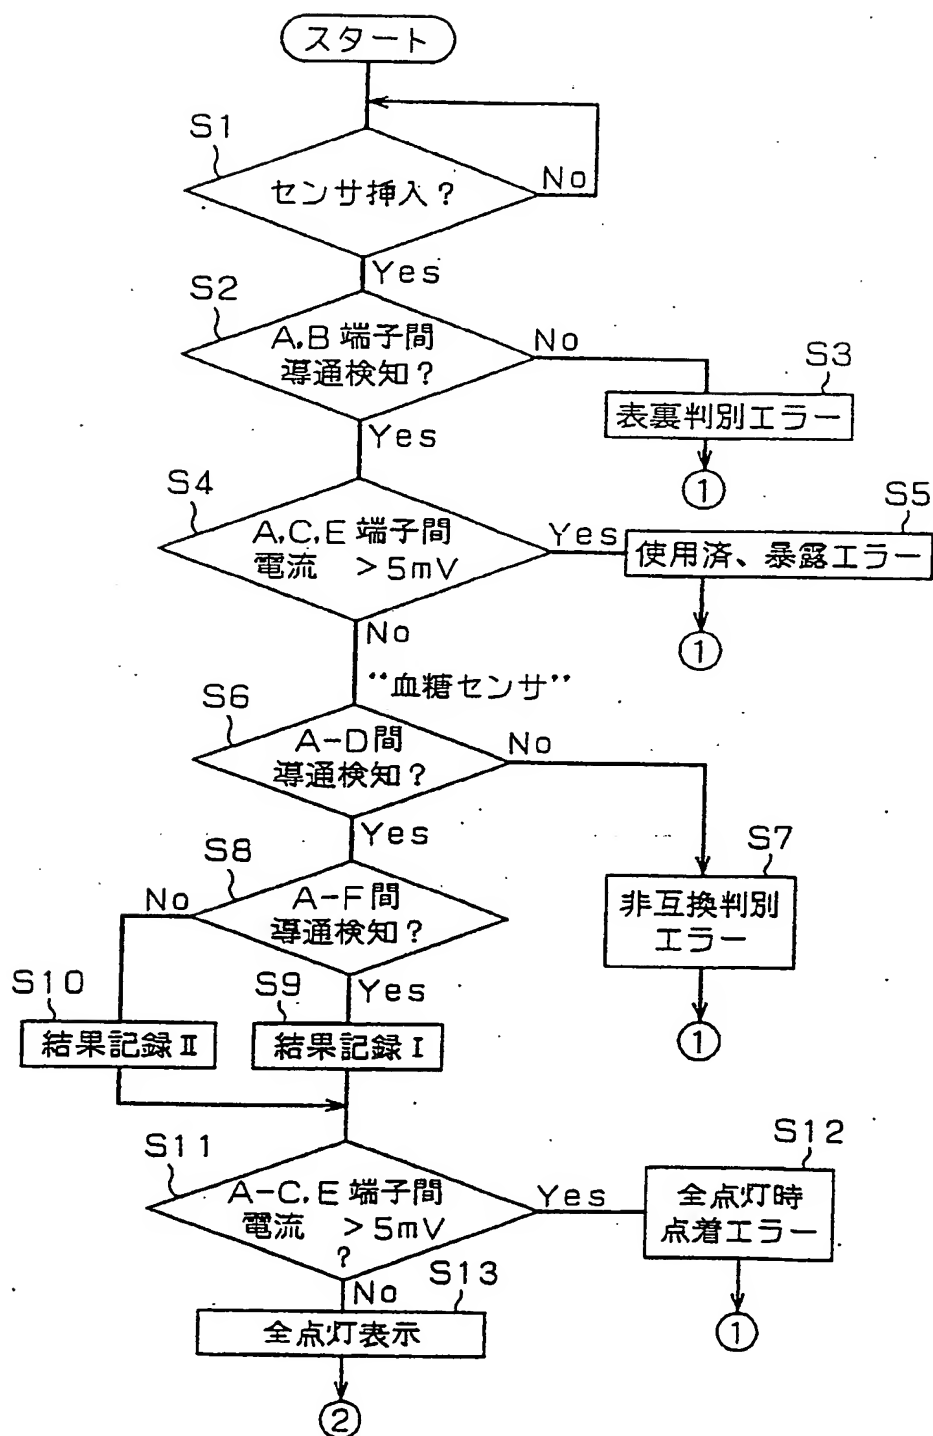 スタート
S1
センサ挿入?
No
Yes
S2
A,B 端子間
導通検知?
No
S3
表裏判別エラー
①
Yes
S4
A,C,E 端子間
電流 >5mV
Yes
S5
使用済、暴露エラー
①
No
"血糖センサ"
S6
A-D間
導通検知?
No
S7
非互換判別
エラー
①
Yes
S8
A-F間
導通検知?
No
Yes
S10
結果記録Ⅱ
S9
結果記録Ⅰ
S11
A-C,E 端子間
電流 >5mV
?
Yes
S12
全点灯時
点着エラー
①
No
S13
全点灯表示
②